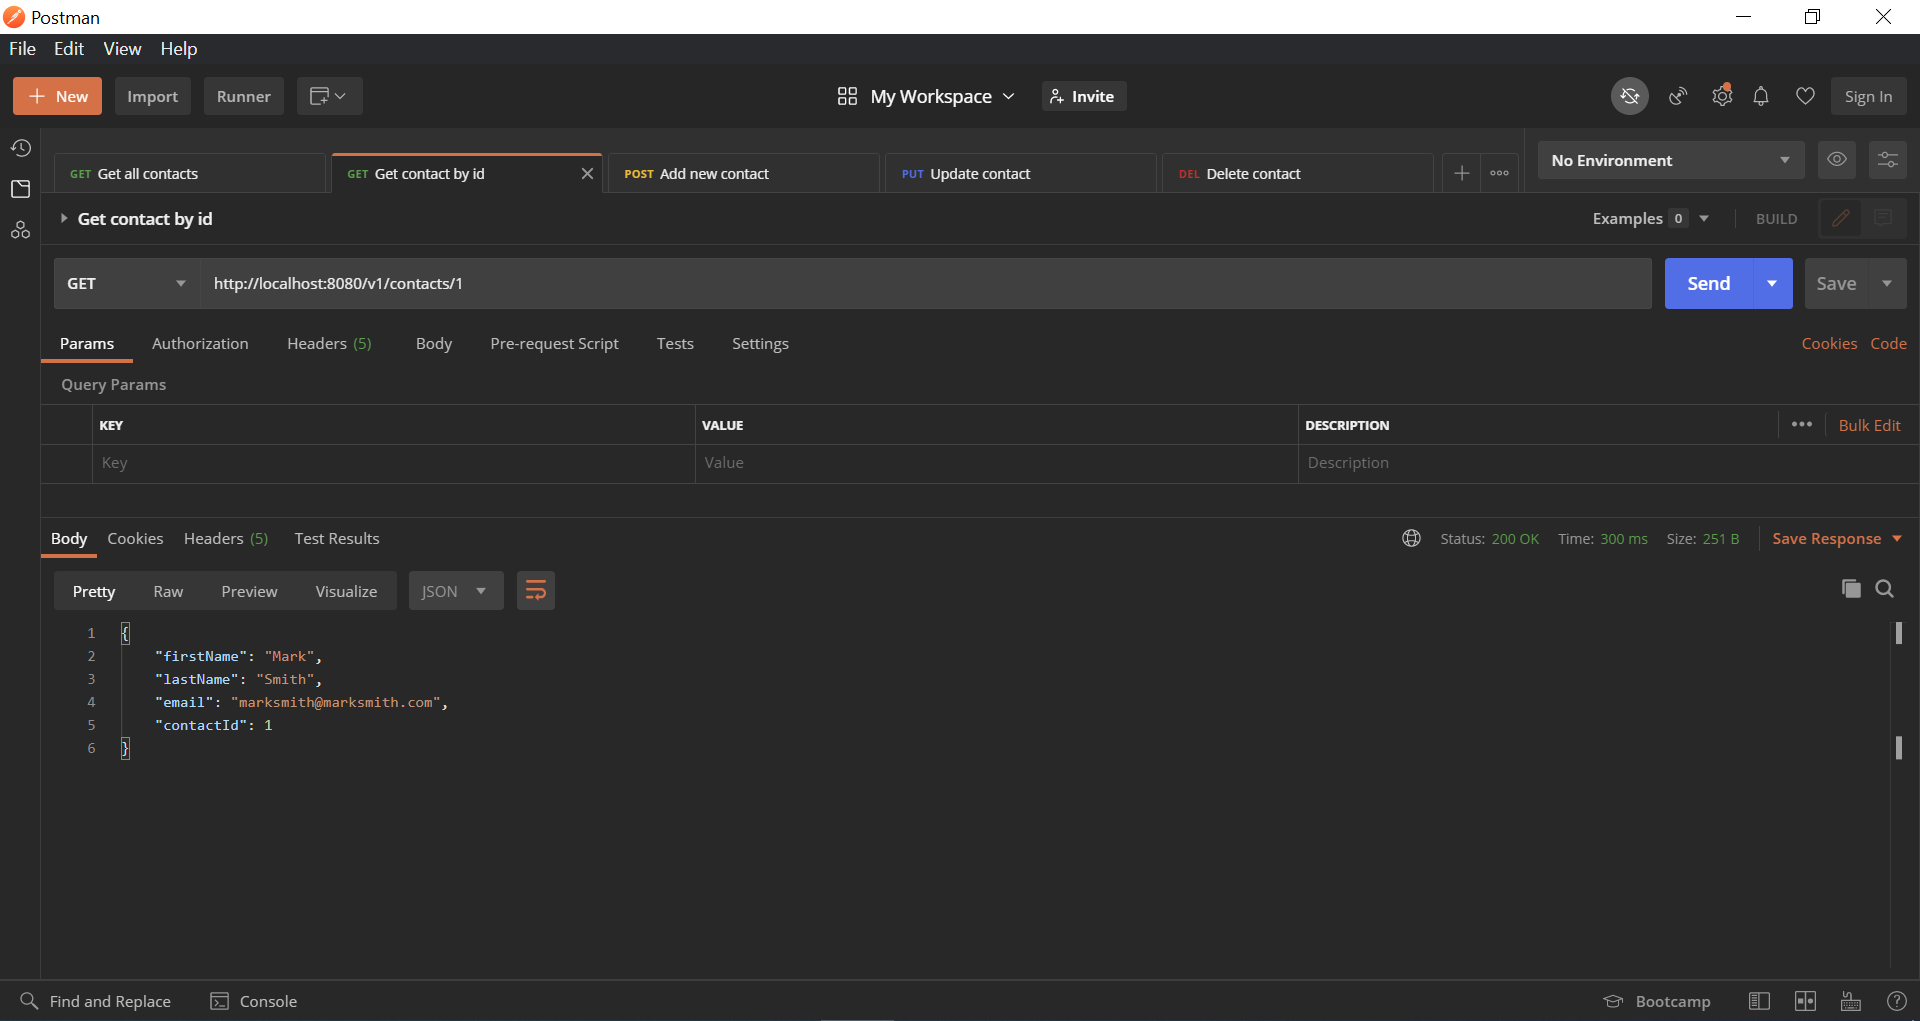 Postman
File Edit View Help
+ New Import Runner My Workspace Invite Sign In
GET Get all contacts GET Get contact by id POST Add new contact PUT Update contact DEL Delete contact No Environment
Get contact by id Examples 0 BUILD
GET http://localhost:8080/v1/contacts/1 Send Save
Params Authorization Headers (5) Body Pre-request Script Tests Settings Cookies Code
Query Params
KEY VALUE DESCRIPTION Bulk Edit
Key Value Description
Body Cookies Headers (5) Test Results Status: 200 OK Time: 300 ms Size: 251 B Save Response
Pretty Raw Preview Visualize JSON
1 {
2 "firstName": "Mark",
3 "lastName": "Smith",
4 "email": "marksmith@marksmith.com",
5 "contactId": 1
6 }
Find and Replace Console Bootcamp